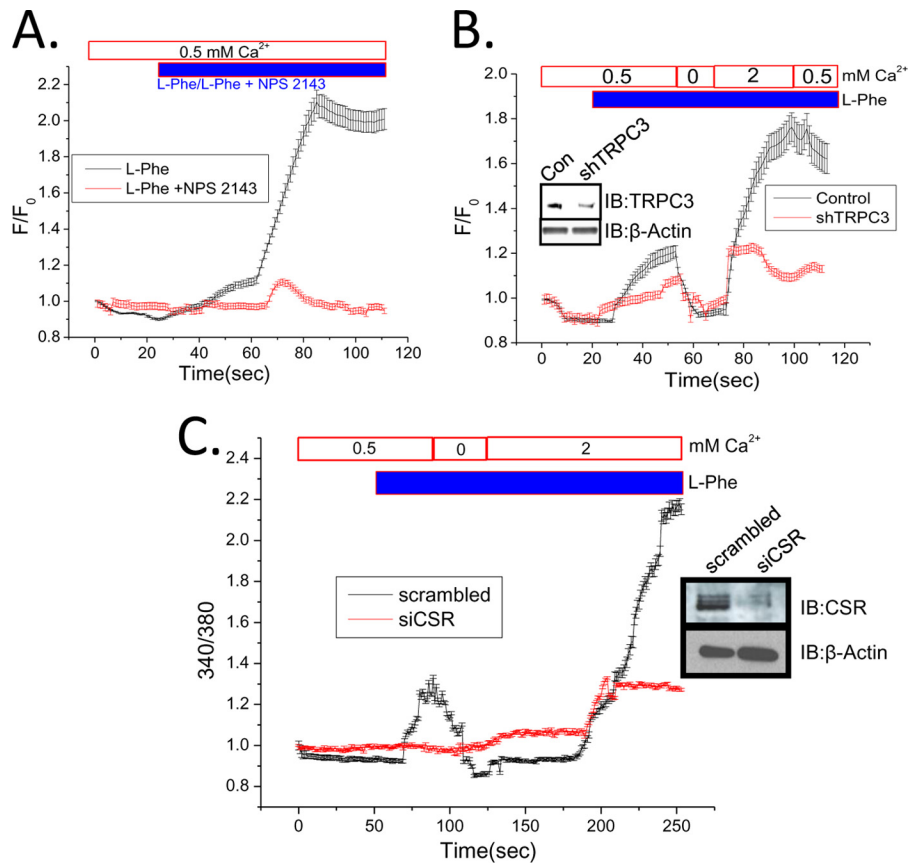 A.
0.5 mM Ca²⁺
L-Phe/L-Phe + NPS 2143
2.2
2.0
1.8
1.6
1.4
1.2
1.0
0.8
F/F₀
L-Phe
L-Phe +NPS 2143
0 20 40 60 80 100 120
Time(sec)
B.
0.5 0 2 0.5 mM Ca²⁺
L-Phe
2.0
1.8
1.6
1.4
1.2
1.0
0.8
F/F₀
Con shTRPC3
IB:TRPC3
IB:β-Actin
Control
shTRPC3
0 20 40 60 80 100 120
Time(sec)
C.
0.5 0 2 mM Ca²⁺
L-Phe
2.4
2.2
2.0
1.8
1.6
1.4
1.2
1.0
0.8
340/380
scrambled
siCSR
scrambled siCSR
IB:CSR
IB:β-Actin
0 50 100 150 200 250
Time(sec)